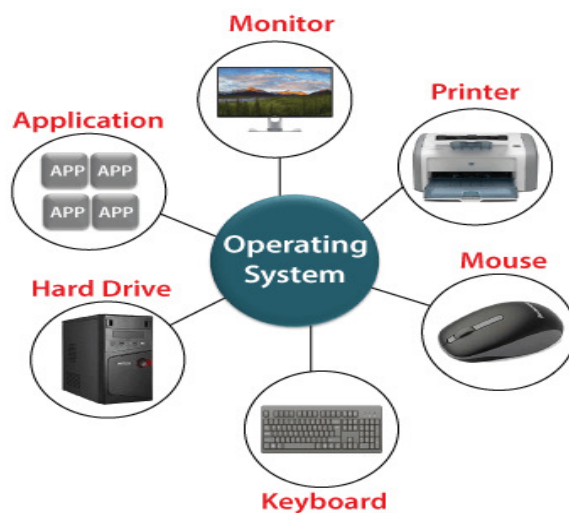 Monitor
Printer
Application
APP APP
APP APP
Operating
System
Mouse
Hard Drive
Keyboard